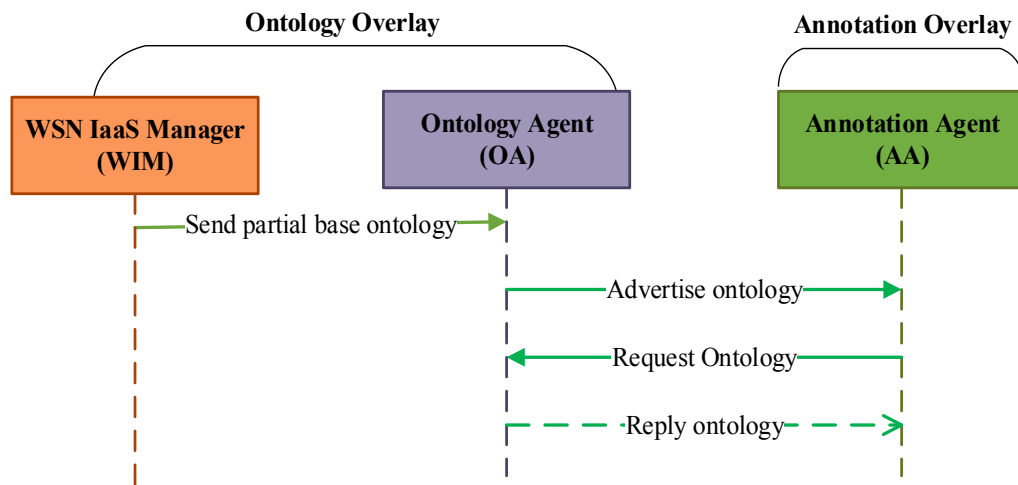 Ontology Overlay
Annotation Overlay
WSN IaaS Manager
(WIM)
Ontology Agent
(OA)
Annotation Agent
(AA)
Send partial base ontology
Advertise ontology
Request Ontology
Reply ontology